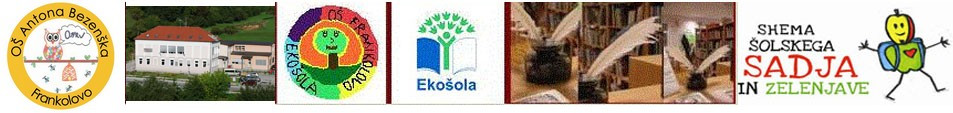 OŠ Antona Bezenška
Frankolovo
OŠ FRANKOLOVO
EKOŠOLA
Ekošola
SHEMA
ŠOLSKEGA
SADJA
IN ZELENJAVE